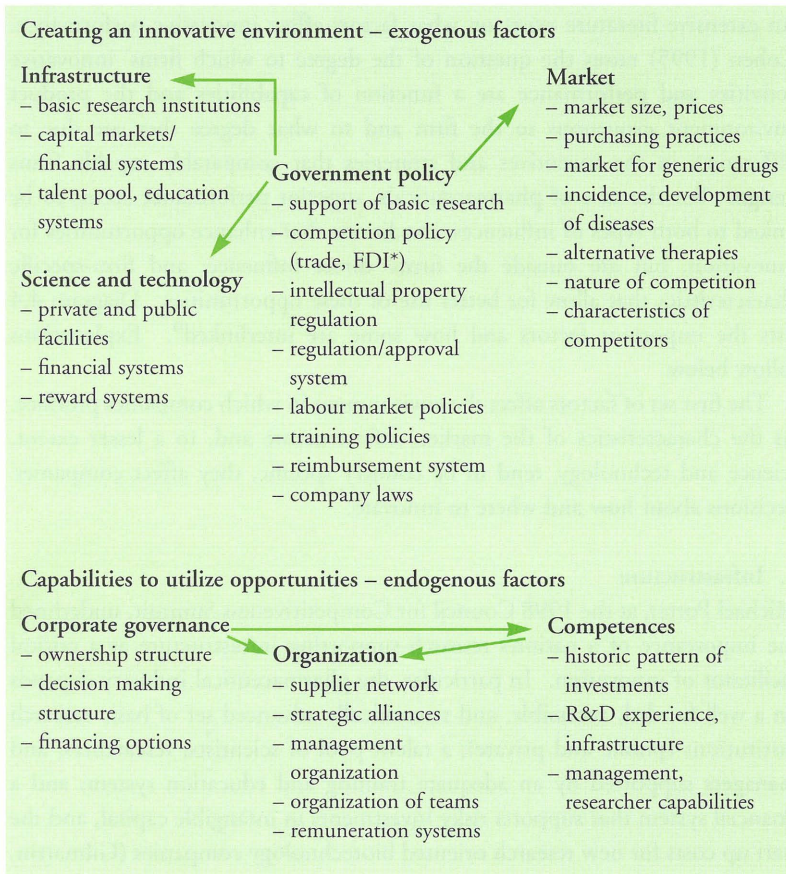 Creating an innovative environment – exogenous factors
Infrastructure
– basic research institutions
– capital markets/
financial systems
– talent pool, education
systems
Science and technology
– private and public
facilities
– financial systems
– reward systems
Government policy
– support of basic research
– competition policy
(trade, FDI*)
– intellectual property
regulation
– regulation/approval
system
– labour market policies
– training policies
– reimbursement system
– company laws
Market
– market size, prices
– purchasing practices
– market for generic drugs
– incidence, development
of diseases
– alternative therapies
– nature of competition
– characteristics of
competitors
Capabilities to utilize opportunities – endogenous factors
Corporate governance
– ownership structure
– decision making
structure
– financing options
Organization
– supplier network
– strategic alliances
– management
organization
– organization of teams
– remuneration systems
Competences
– historic pattern of
investments
– R&D experience,
infrastructure
– management,
researcher capabilities